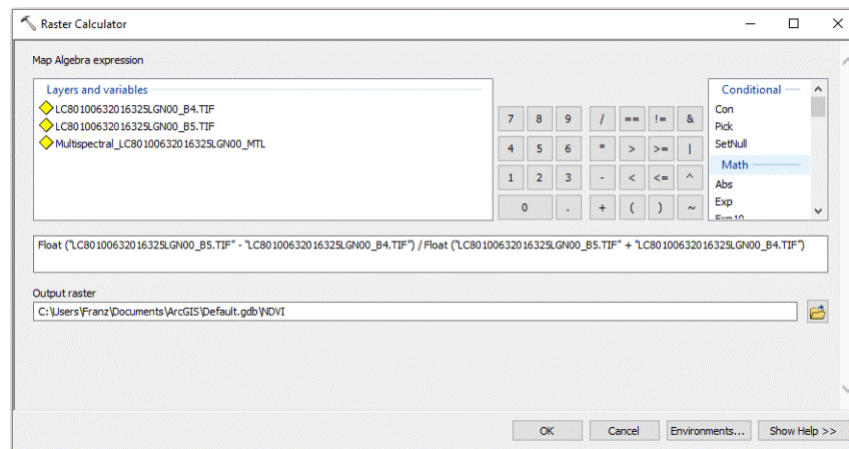 Raster Calculator
Map Algebra expression
Layers and variables
LC80100632016325LGN00_B4.TIF
LC80100632016325LGN00_B5.TIF
Multispectral_LC80100632016325LGN00_MTL
7 8 9 / == != &
4 5 6 * > >= |
1 2 3 - < <= ^
0 . + ( ) ~
Conditional
Con
Pick
SetNull
Math
Abs
Exp
Exp10
Float ("LC80100632016325LGN00_B5.TIF" - "LC80100632016325LGN00_B4.TIF") / Float ("LC80100632016325LGN00_B5.TIF" + "LC80100632016325LGN00_B4.TIF")
Output raster
C:\Users\Franz\Documents\ArcGIS\Default.gdb\NDVI
OK Cancel Environments... Show Help >>